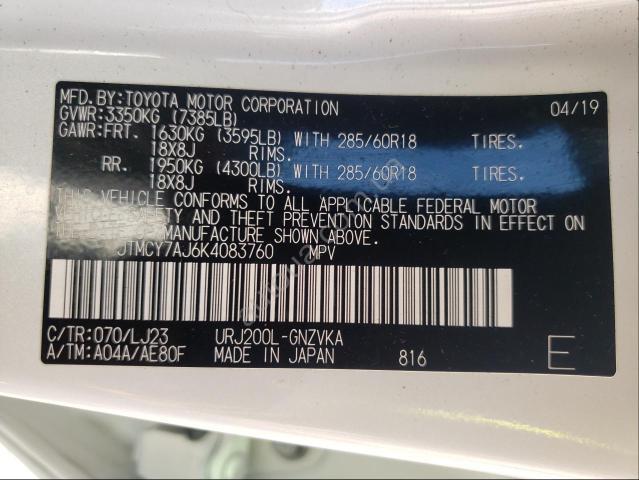 MFD.BY:TOYOTA MOTOR CORPORATION 04/19
GVWR:3350KG (7385LB)
GAWR:FRT. 1630KG (3595LB) WITH 285/60R18 TIRES.
18X8J RIMS.
RR. 1950KG (4300LB) WITH 285/60R18 TIRES.
18X8J RIMS.
THIS VEHICLE CONFORMS TO ALL APPLICABLE FEDERAL MOTOR
SAFETY AND THEFT PREVENTION STANDARDS IN EFFECT ON
MANUFACTURE SHOWN ABOVE.
JTMCY7AJ6K4083760 MPV
C/TR:070/LJ23 URJ200L-GNZVKA
A/TM:A04A/AE80F MADE IN JAPAN 816 E